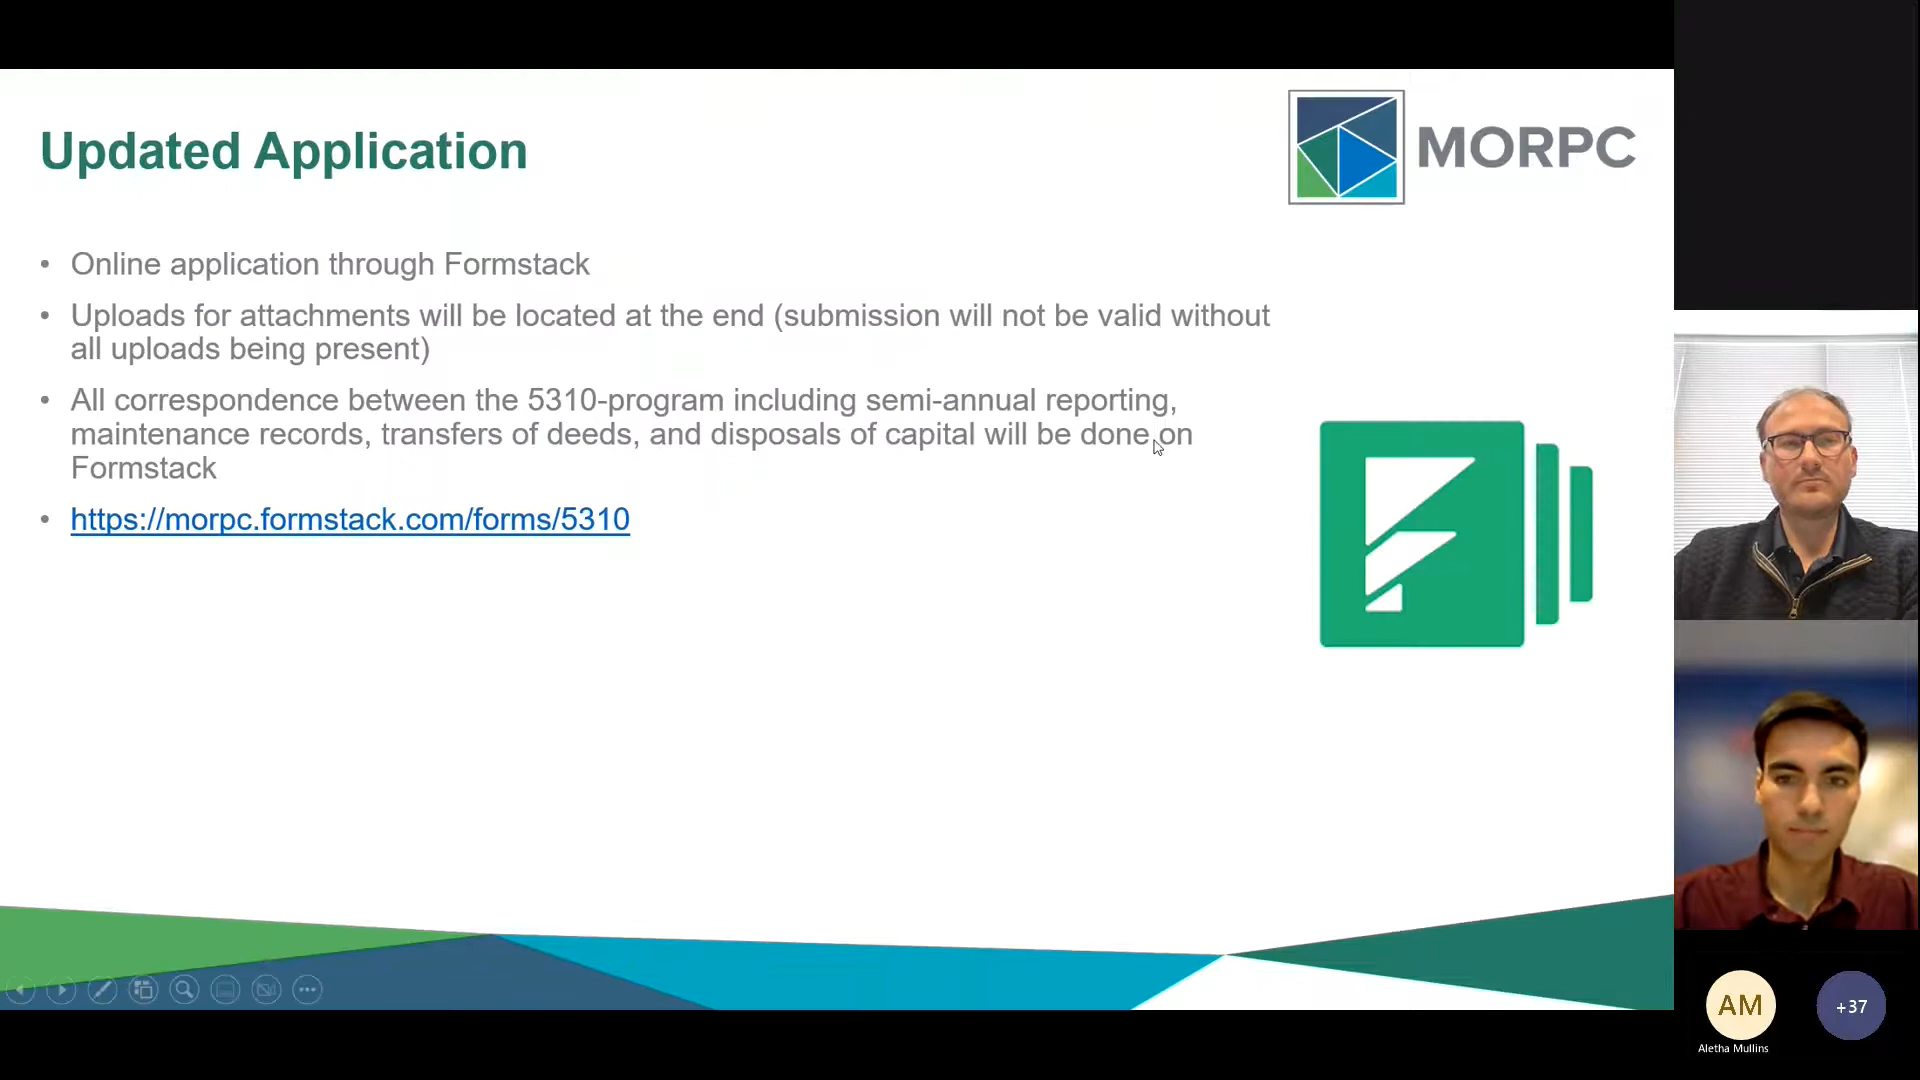 Updated Application
MORPC
• Online application through Formstack
• Uploads for attachments will be located at the end (submission will not be valid without
all uploads being present)
• All correspondence between the 5310-program including semi-annual reporting,
maintenance records, transfers of deeds, and disposals of capital will be done on
Formstack
• https://morpc.formstack.com/forms/5310
AM
+37
Aletha Mullins